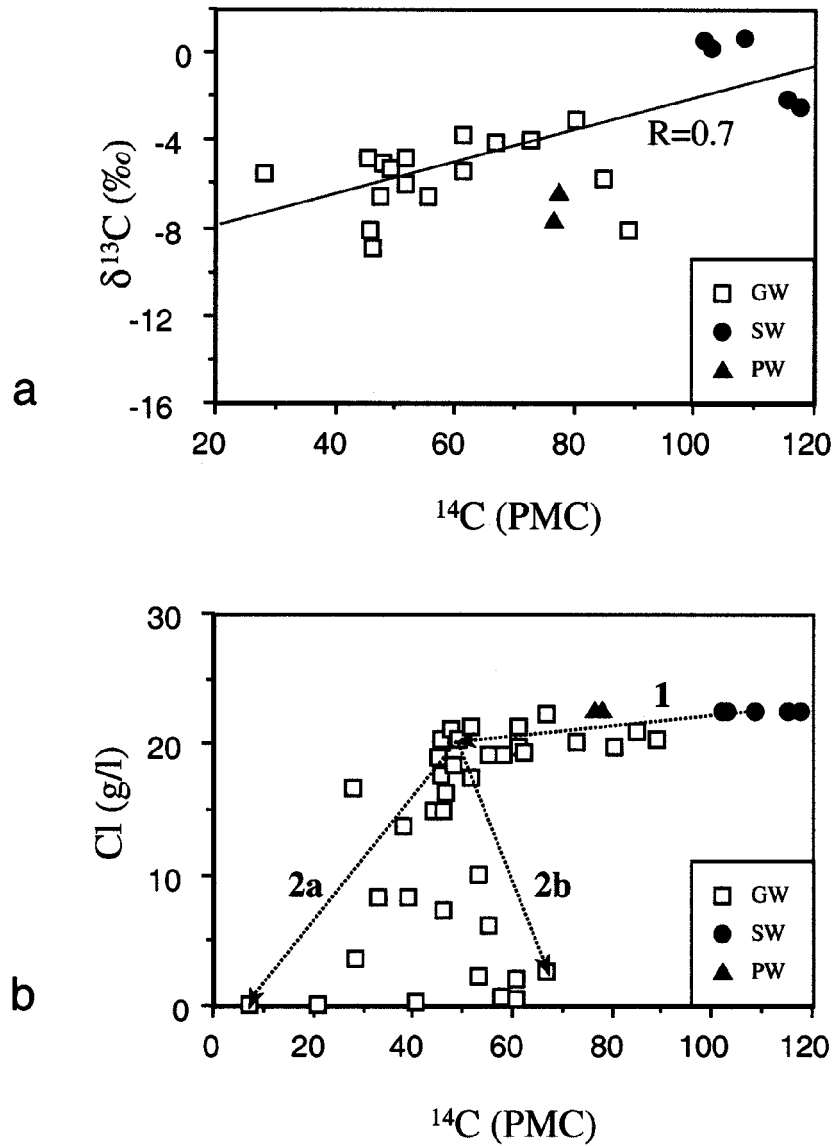 0
-4
-8
-12
-16
δ¹³C (‰)
R=0.7
GW
SW
PW
a
20 40 60 80 100 120
¹⁴C (PMC)
30
20
10
0
Cl (g/l)
1
2a
2b
GW
SW
PW
b
0 20 40 60 80 100 120
¹⁴C (PMC)